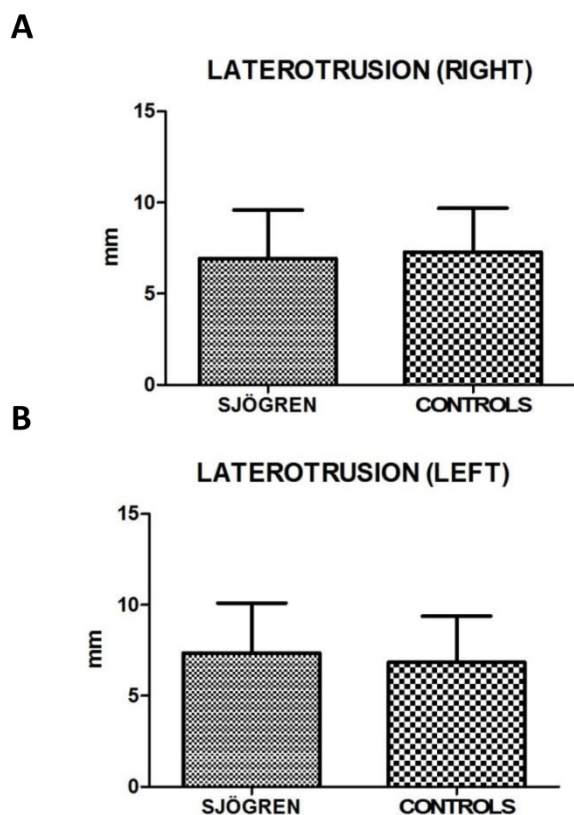 A
LATEROTRUSION (RIGHT)
15
10
5
0
mm
SJÖGREN CONTROLS
B
LATEROTRUSION (LEFT)
15
10
5
0
mm
SJÖGREN CONTROLS